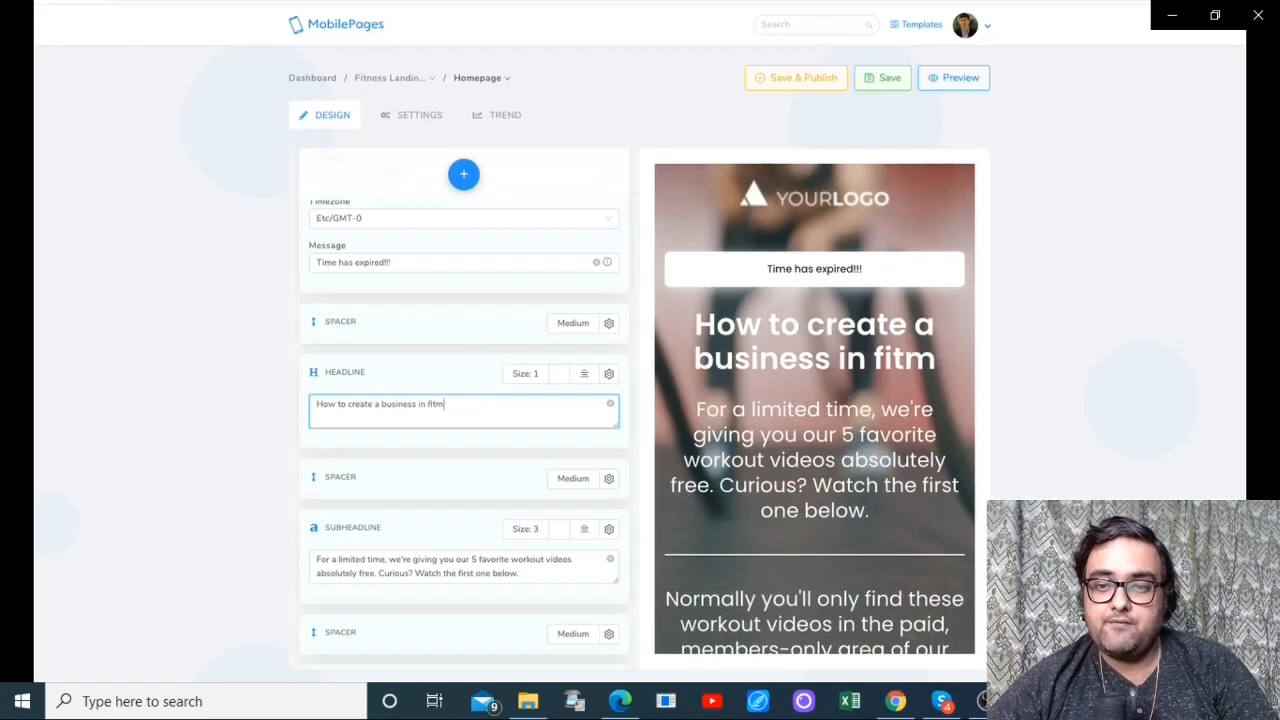 MobilePages
Search
Templates
Dashboard / Fitness Landin... / Homepage
Save & Publish
Save
Preview
DESIGN
SETTINGS
TREND
Timezone
Etc/GMT-0
Message
Time has expired!!!
SPACER
Medium
HEADLINE
Size: 1
How to create a business in fitm
SPACER
Medium
SUBHEADLINE
Size: 3
For a limited time, we're giving you our 5 favorite workout videos
absolutely free. Curious? Watch the first one below.
SPACER
Medium
YOURLOGO
Time has expired!!!
How to create a
business in fitm
For a limited time, we're
giving you our 5 favorite
workout videos absolutely
free. Curious? Watch the first
one below.
Normally you'll only find these
workout videos in the paid,
members-only area of our
Type here to search
9
4